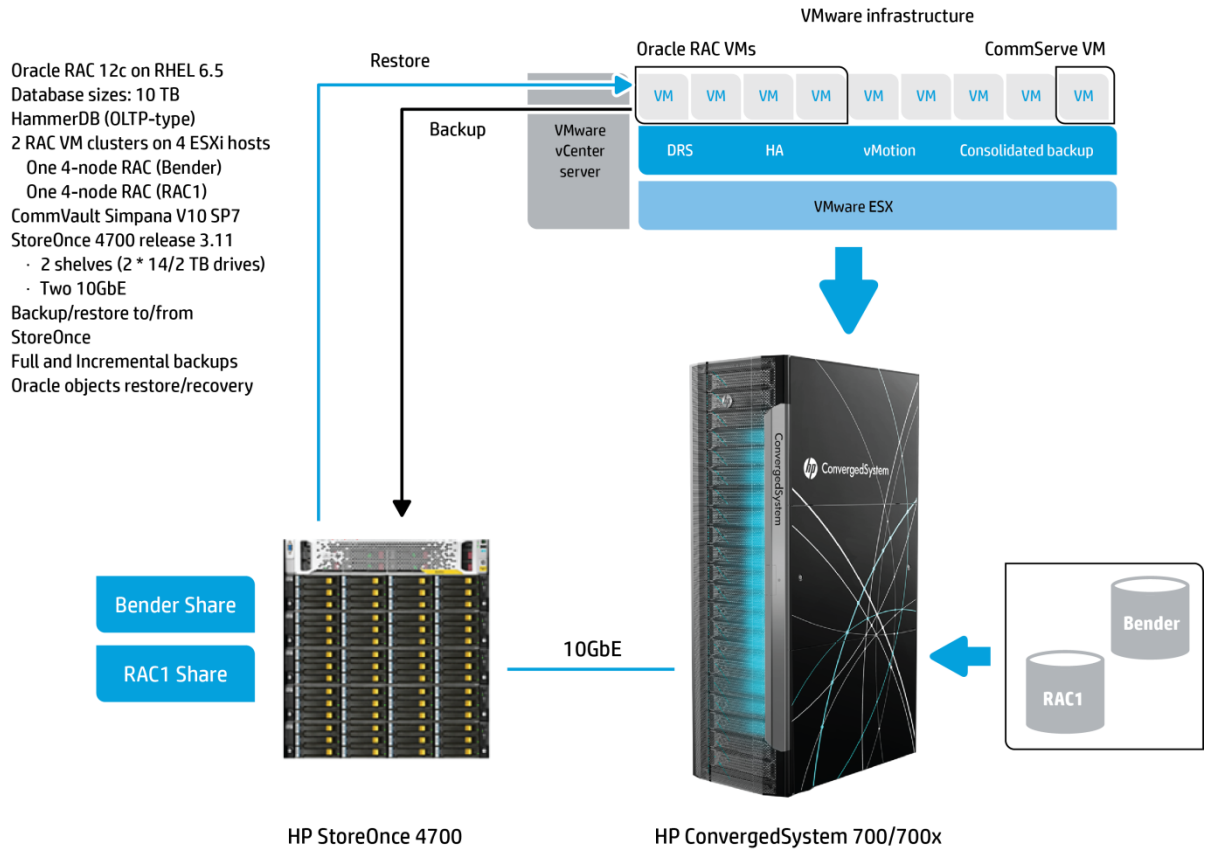 VMware infrastructure
Oracle RAC 12c on RHEL 6.5
Database sizes: 10 TB
HammerDB (OLTP-type)
2 RAC VM clusters on 4 ESXi hosts
One 4-node RAC (Bender)
One 4-node RAC (RAC1)
CommVault Simpana V10 SP7
StoreOnce 4700 release 3.11
· 2 shelves (2 * 14/2 TB drives)
· Two 10GbE
Backup/restore to/from
StoreOnce
Full and Incremental backups
Oracle objects restore/recovery
Restore
Backup
Oracle RAC VMs
CommServe VM
VM VM VM VM VM VM VM VM VM
VMware
vCenter
server
DRS HA vMotion Consolidated backup
VMware ESX
hp ConvergedSystem
ConvergedSystem
Bender Share
RAC1 Share
10GbE
Bender
RAC1
HP StoreOnce 4700
HP ConvergedSystem 700/700x